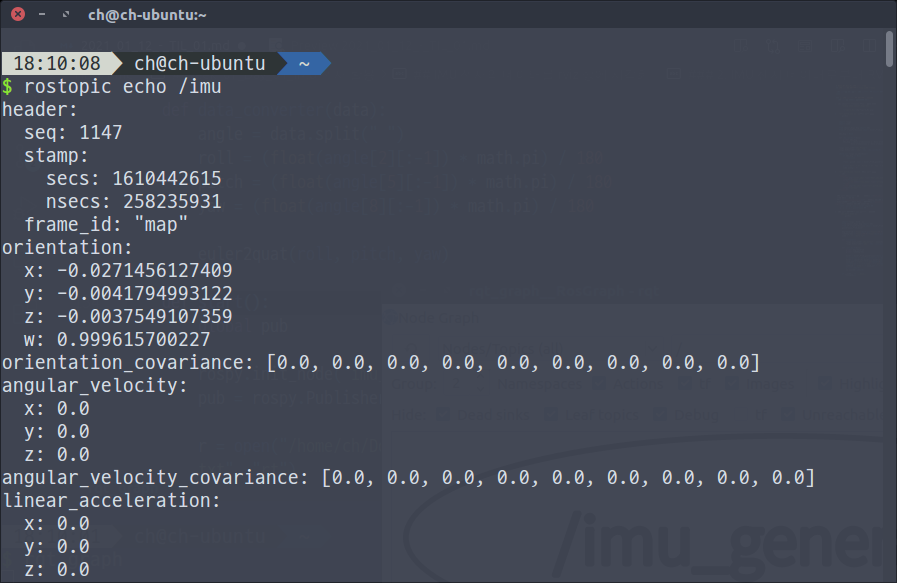 ch@ch-ubuntu:~
18:10:08 ch@ch-ubuntu ~
$ rostopic echo /imu
header:
  seq: 1147
  stamp:
    secs: 1610442615
    nsecs: 258235931
  frame_id: "map"
orientation:
  x: -0.0271456127409
  y: -0.0041794993122
  z: -0.0037549107359
  w: 0.999615700227
orientation_covariance: [0.0, 0.0, 0.0, 0.0, 0.0, 0.0, 0.0, 0.0, 0.0]
angular_velocity:
  x: 0.0
  y: 0.0
  z: 0.0
angular_velocity_covariance: [0.0, 0.0, 0.0, 0.0, 0.0, 0.0, 0.0, 0.0, 0.0]
linear_acceleration:
  x: 0.0
  y: 0.0
  z: 0.0
/imu_gener